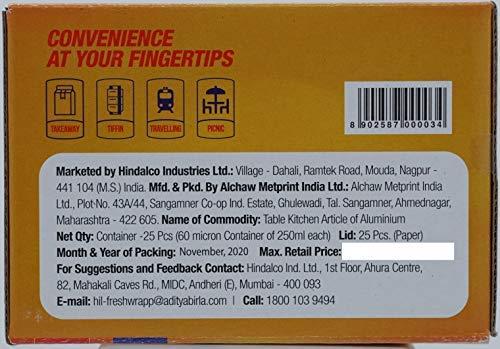 CONVENIENCE
AT YOUR FINGERTIPS
TAKEAWAY TIFFIN TRAVELLING PICNIC
8 902587 000034
Marketed by Hindalco Industries Ltd.: Village - Dahali, Ramtek Road, Mouda, Nagpur -
441 104 (M.S.) India. Mfd. & Pkd. By Alchaw Metprint India Ltd.: Alchaw Metprint India
Ltd., Plot-No. 43A/44, Sangamner Co-op Ind. Estate, Ghulewadi, Tal. Sangamner, Ahmednagar,
Maharashtra - 422 605. Name of Commodity: Table Kitchen Article of Aluminium
Net Qty: Container -25 Pcs (60 micron Container of 250ml each) Lid: 25 Pcs. (Paper)
Month & Year of Packing: November, 2020 Max. Retail Price:
For Suggestions and Feedback Contact: Hindalco Ind. Ltd., 1st Floor, Ahura Centre,
82, Mahakali Caves Rd., MIDC, Andheri (E), Mumbai - 400 093
E-mail: hil-freshwrapp@adityabirla.com Call: 1800 103 9494